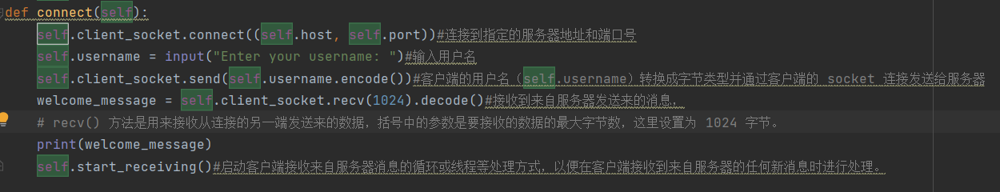 def connect(self):
    self.client_socket.connect((self.host, self.port))#连接到指定的服务器地址和端口号
    self.username = input("Enter your username: ")#输入用户名
    self.client_socket.send(self.username.encode())#客户端的用户名（self.username）转换成字节类型并通过客户端的 socket 连接发送给服务器
    welcome_message = self.client_socket.recv(1024).decode()#接收到来自服务器发送来的消息，
    # recv() 方法是用来接收从连接的另一端发送来的数据，括号中的参数是要接收的数据的最大字节数，这里设置为 1024 字节。
    print(welcome_message)
    self.start_receiving()#启动客户端接收来自服务器消息的循环或线程等处理方式，以便在客户端接收到来自服务器的任何新消息时进行处理。